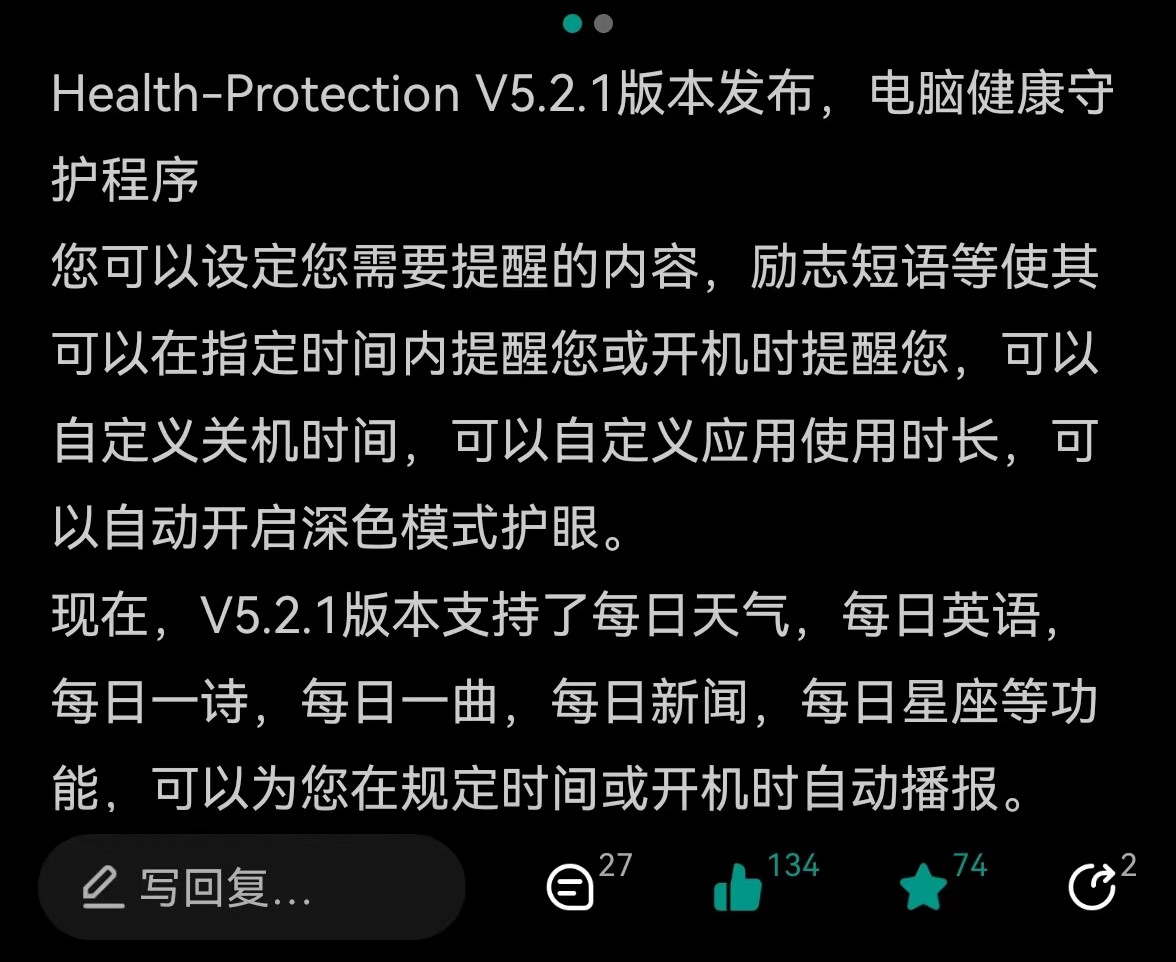 Health-Protection V5.2.1版本发布，电脑健康守
护程序
您可以设定您需要提醒的内容，励志短语等使其
可以在指定时间内提醒您或开机时提醒您，可以
自定义关机时间，可以自定义应用使用时长，可
以自动开启深色模式护眼。
现在，V5.2.1版本支持了每日天气，每日英语，
每日一诗，每日一曲，每日新闻，每日星座等功
能，可以为您在规定时间或开机时自动播报。
写回复... 27 134 74 2